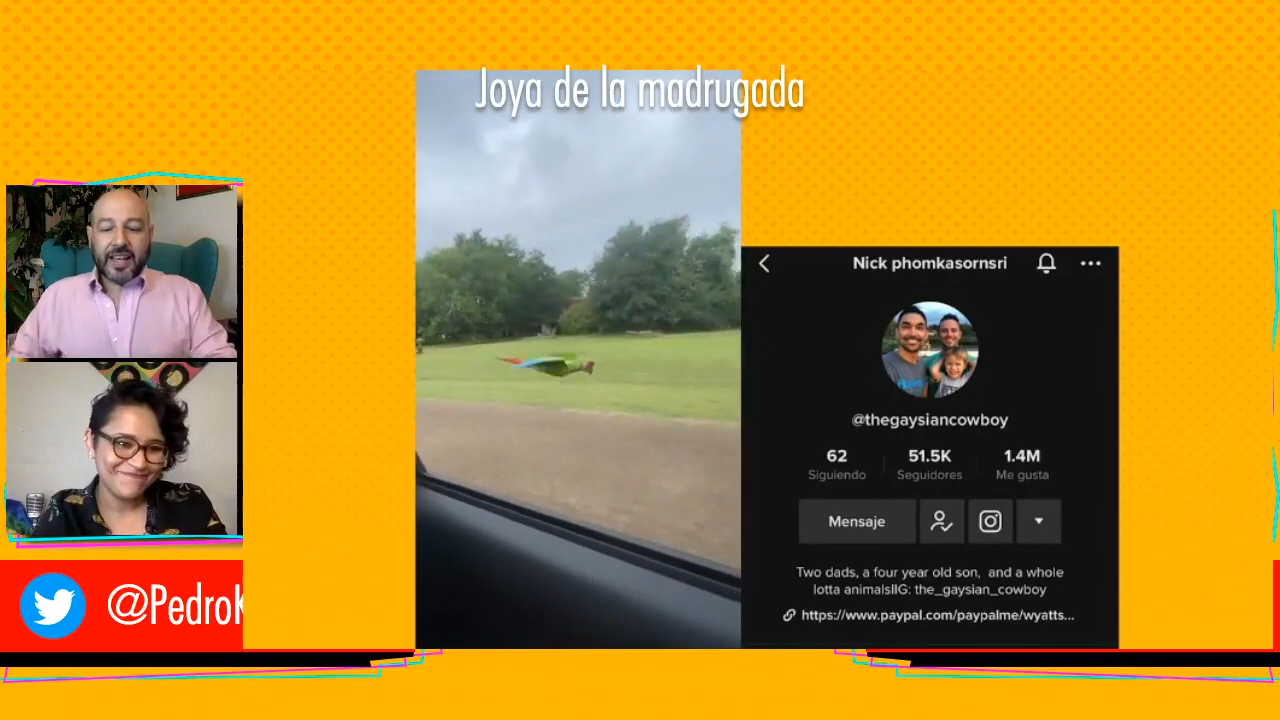 Joya de la madrugada
Nick phomkasornsri
@thegaysiancowboy
62
51.5K
1.4M
Siguiendo
Seguidores
Me gusta
Mensaje
Two dads, a four year old son, and a whole
lotta animalsllG: the_gaysian_cowboy
https://www.paypal.com/paypalme/wyatts...
@PedroK